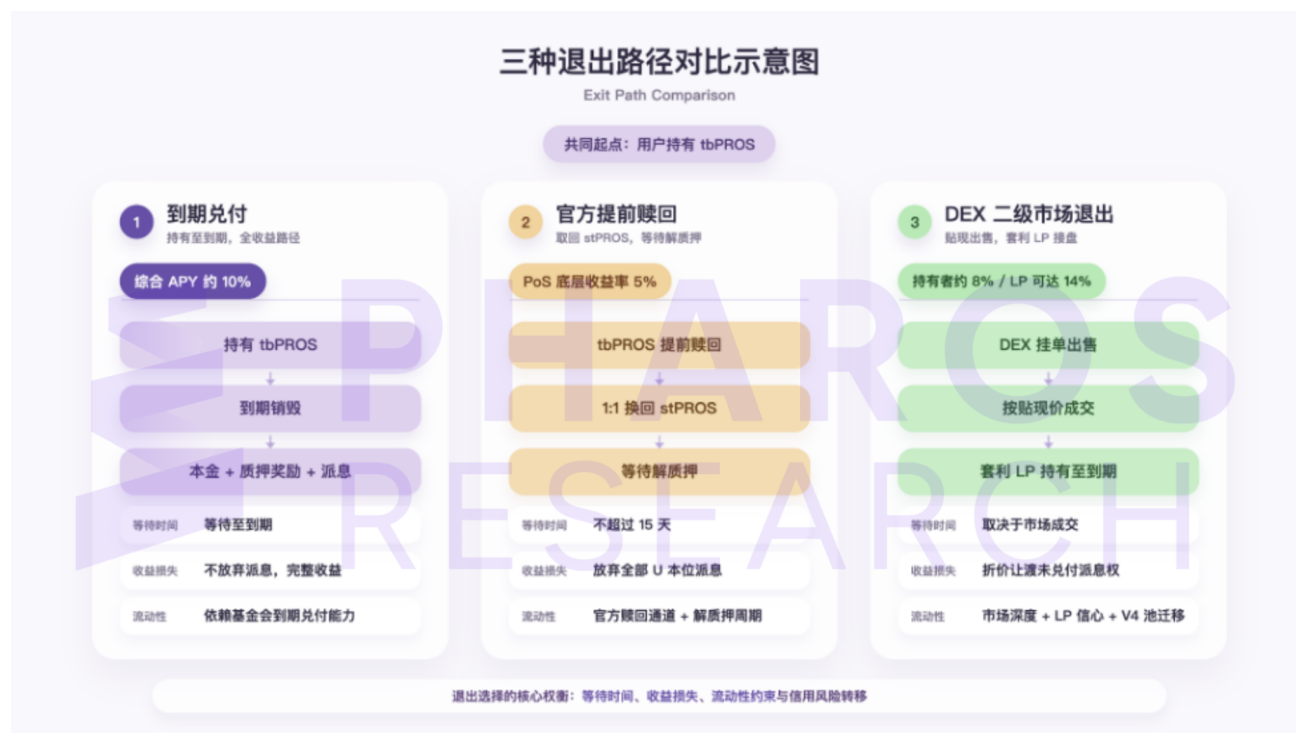 三种退出路径对比示意图
Exit Path Comparison
共同起点：用户持有 tbPROS
1
到期兑付
持有至到期，全收益路径
综合 APY 约 10%
持有 tbPROS
到期销毁
本金 + 质押奖励 + 派息
等待时间 等待至到期
收益损失 不放弃派息，完整收益
流动性 依赖基金会到期兑付能力
2
官方提前赎回
取回 stPROS，等待解质押
PoS 底层收益率 5%
tbPROS 提前赎回
1:1 换回 stPROS
等待解质押
等待时间 不超过 15 天
收益损失 放弃全部 U 本位派息
流动性 官方赎回通道 + 解质押周期
3
DEX 二级市场退出
贴现出售，套利 LP 接盘
持有者约 8% / LP 可达 14%
DEX 挂单出售
按贴现价成交
套利 LP 持有至到期
等待时间 取决于市场成交
收益损失 折价让渡未兑付派息权
流动性 市场深度 + LP 信心 + V4 池迁移
退出选择的核心权衡：等待时间、收益损失、流动性约束与信用风险转移
PHAROS
RESEARCH